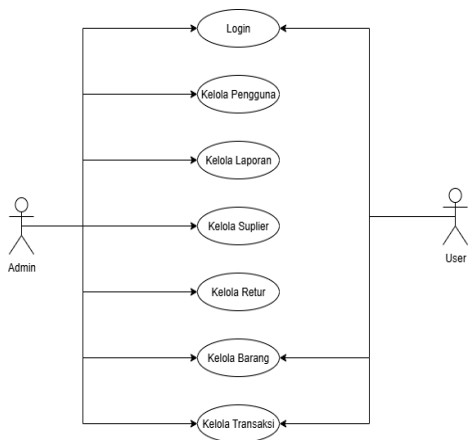 Login
Kelola Pengguna
Kelola Laporan
Kelola Suplier
Admin
User
Kelola Retur
Kelola Barang
Kelola Transaksi